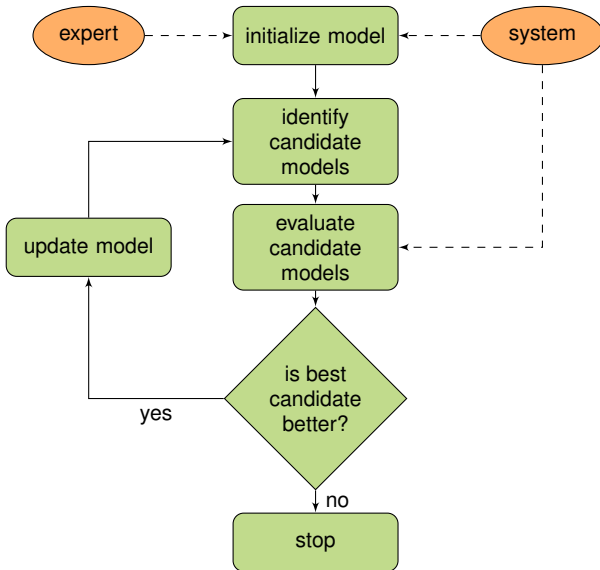 expert
initialize model
system
identify
candidate
models
evaluate
candidate
models
update model
is best
candidate
better?
yes
no
stop